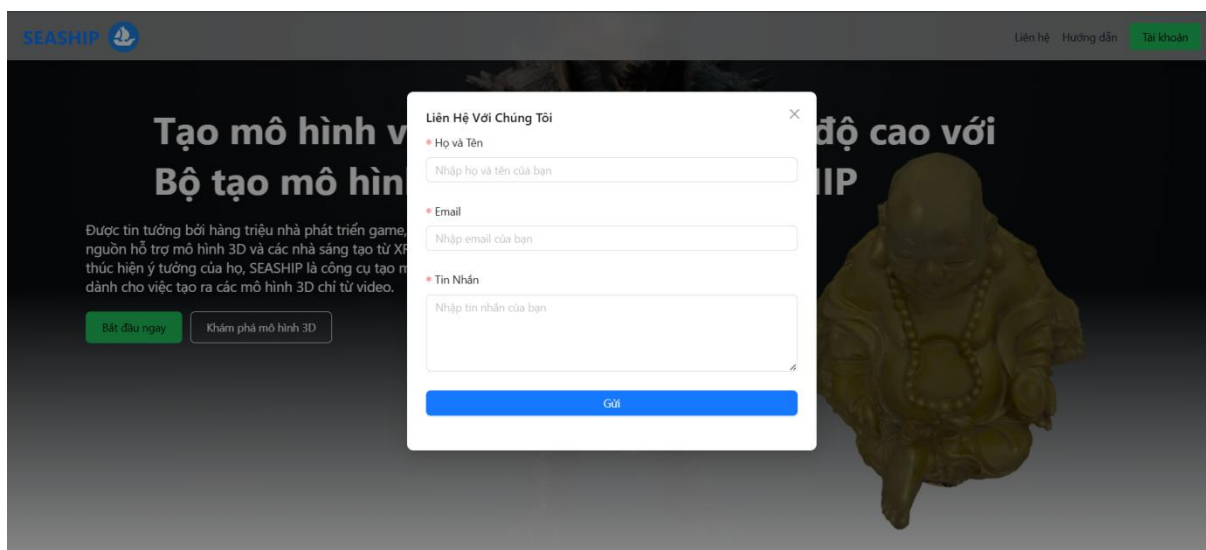 SEASHIP
Liên hệ Hướng dẫn Tài khoản
Tạo mô hình v
độ cao với
Bộ tạo mô hìn
IIP
Được tin tưởng bởi hàng triệu nhà phát triển game,
nguồn hỗ trợ mô hình 3D và các nhà sáng tạo từ XR
thúc hiện ý tưởng của họ, SEASHIP là công cụ tạo m
dành cho việc tạo ra các mô hình 3D chỉ từ video.
Bắt đầu ngay
Khám phá mô hình 3D
Liên Hệ Với Chúng Tôi
* Họ và Tên
Nhập họ và tên của bạn
* Email
Nhập email của bạn
* Tin Nhắn
Nhập tin nhắn của bạn
Gửi